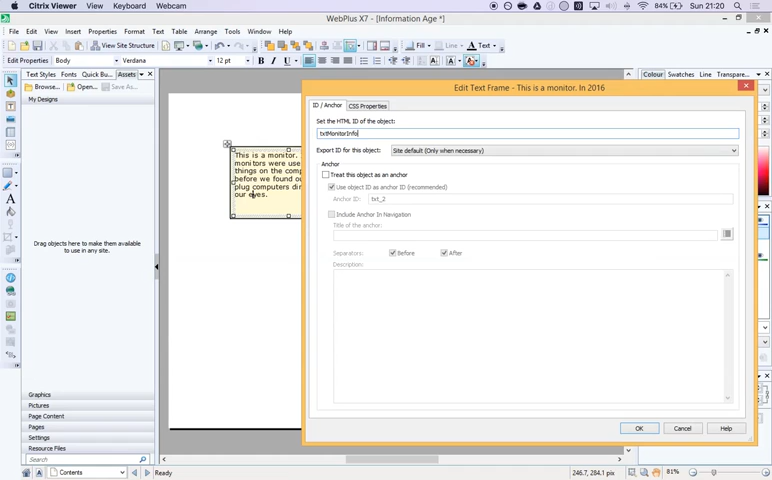 Citrix Viewer View Devices Keyboard Webcam 84% Sun 21:20
WebPlus X7 - [Information Age *]
File Edit View Insert Properties Format Arrange Table Tools Window Help
View Site Structure Undo Fill Line Text
Edit Properties Body Verdana 12 pt B I U
Text Styles Fonts Quick Bu... Assets
Browse... Open... Save As...
My Designs
Drag objects here to make them available
to use in any site.
Graphics
Pictures
Page Content
Pages
Settings
Resource Files
Search
This is a monitor.
monitors were use
things on the comp
before we found ou
plug computers dir
our eyes.
Edit Text Frame - This is a monitor. In 2016
ID / Anchor CSS Properties
Set the HTML ID of the object:
txtMonitorInfo
Export ID for this object: Site default (Only when necessary)
Anchor
Treat this object as an anchor
Use object ID as anchor ID (recommended)
Anchor ID: txt_2
Include Anchor In Navigation
Title of the anchor:
Separators: Before After
Description:
OK Cancel Help
Colour Swatches Line Transpare...
Contents Ready 246.7, 284.1 pix 81%